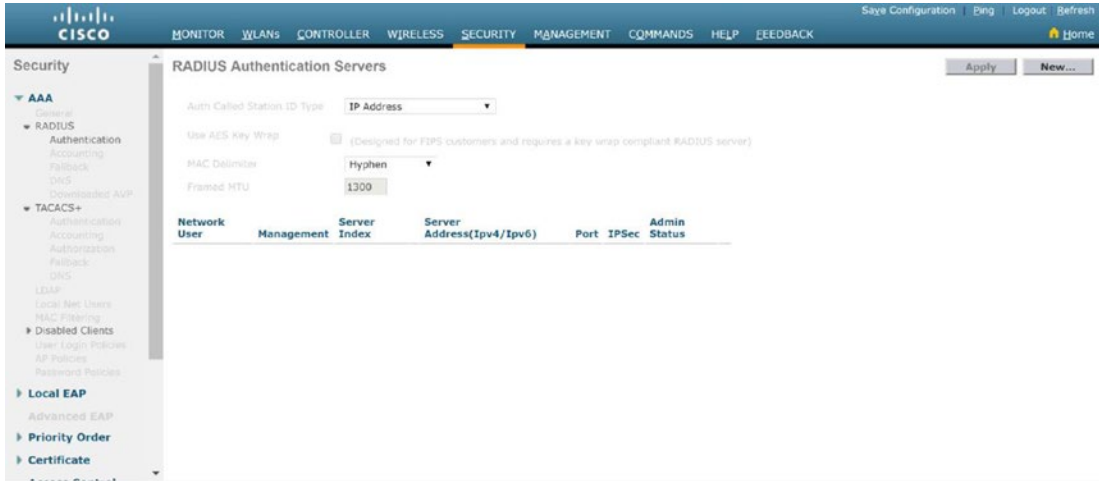 Save Configuration Ping Logout Refresh
CISCO
MONITOR WLANs CONTROLLER WIRELESS SECURITY MANAGEMENT COMMANDS HELP FEEDBACK
Home
Security
AAA
General
RADIUS
Authentication
Accounting
Fallback
DNS
Downloaded AVP
TACACS+
Authentication
Accounting
Authorization
Fallback
DNS
LDAP
Local Net Users
MAC Filtering
Disabled Clients
User Login Policies
AP Policies
Password Policies
Local EAP
Advanced EAP
Priority Order
Certificate
Access Control
RADIUS Authentication Servers
Apply New...
Auth Called Station ID Type IP Address
Use AES Key Wrap (Designed for FIPS customers and requires a key wrap compliant RADIUS server)
MAC Delimiter Hyphen
Framed MTU 1300
Network User Management Server Index Server Address(Ipv4/Ipv6) Port IPSec Admin Status